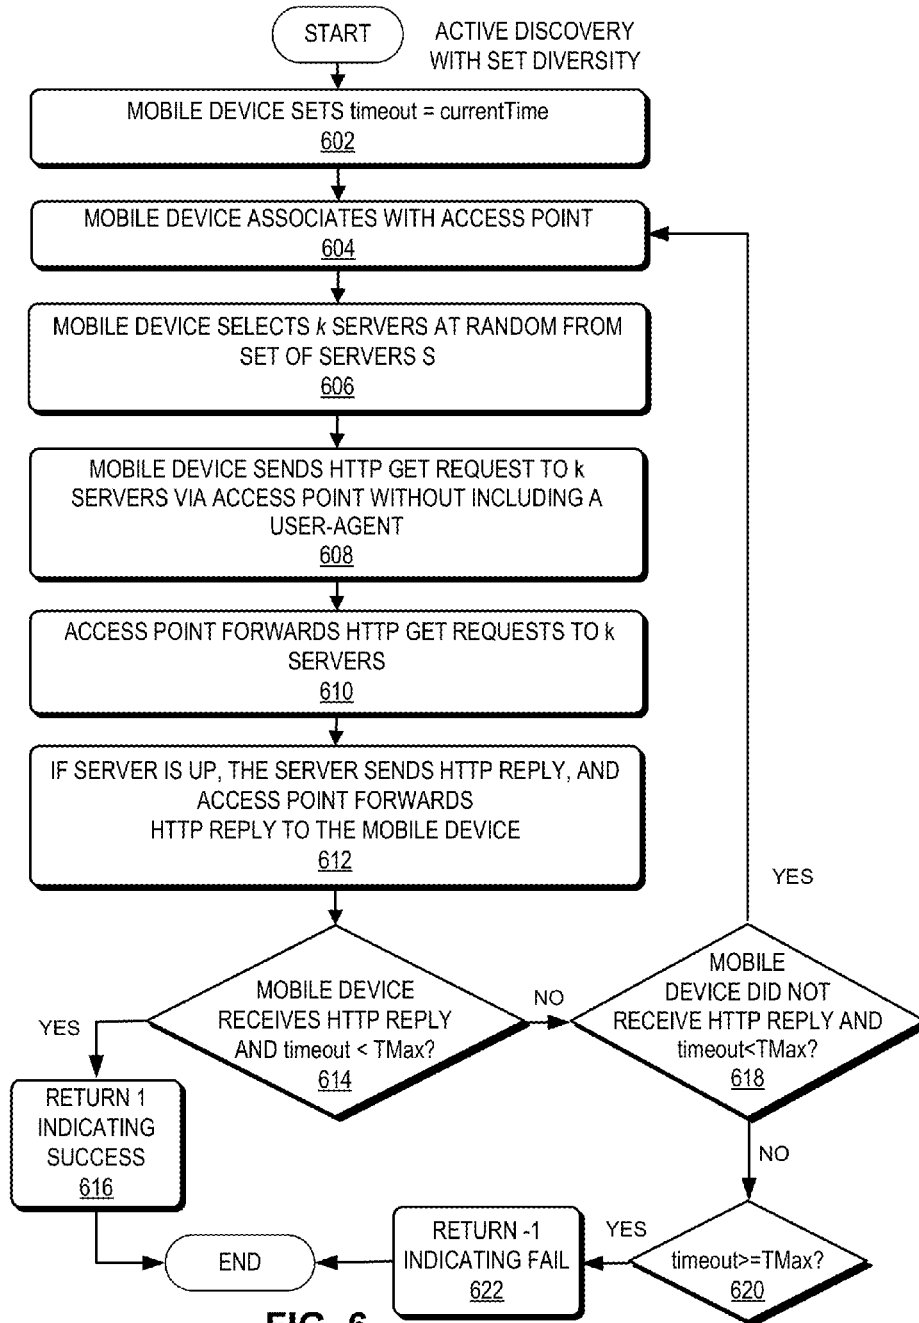 START
ACTIVE DISCOVERY
WITH SET DIVERSITY
MOBILE DEVICE SETS timeout = currentTime
602
MOBILE DEVICE ASSOCIATES WITH ACCESS POINT
604
MOBILE DEVICE SELECTS k SERVERS AT RANDOM FROM
SET OF SERVERS S
606
MOBILE DEVICE SENDS HTTP GET REQUEST TO k
SERVERS VIA ACCESS POINT WITHOUT INCLUDING A
USER-AGENT
608
ACCESS POINT FORWARDS HTTP GET REQUESTS TO k
SERVERS
610
IF SERVER IS UP, THE SERVER SENDS HTTP REPLY, AND
ACCESS POINT FORWARDS
HTTP REPLY TO THE MOBILE DEVICE
612
YES
MOBILE DEVICE
RECEIVES HTTP REPLY
AND timeout < TMax?
614
YES
NO
MOBILE
DEVICE DID NOT
RECEIVE HTTP REPLY AND
timeout<TMax?
618
RETURN 1
INDICATING
SUCCESS
616
NO
timeout>=TMax?
620
YES
RETURN -1
INDICATING FAIL
622
END
FIG. 6